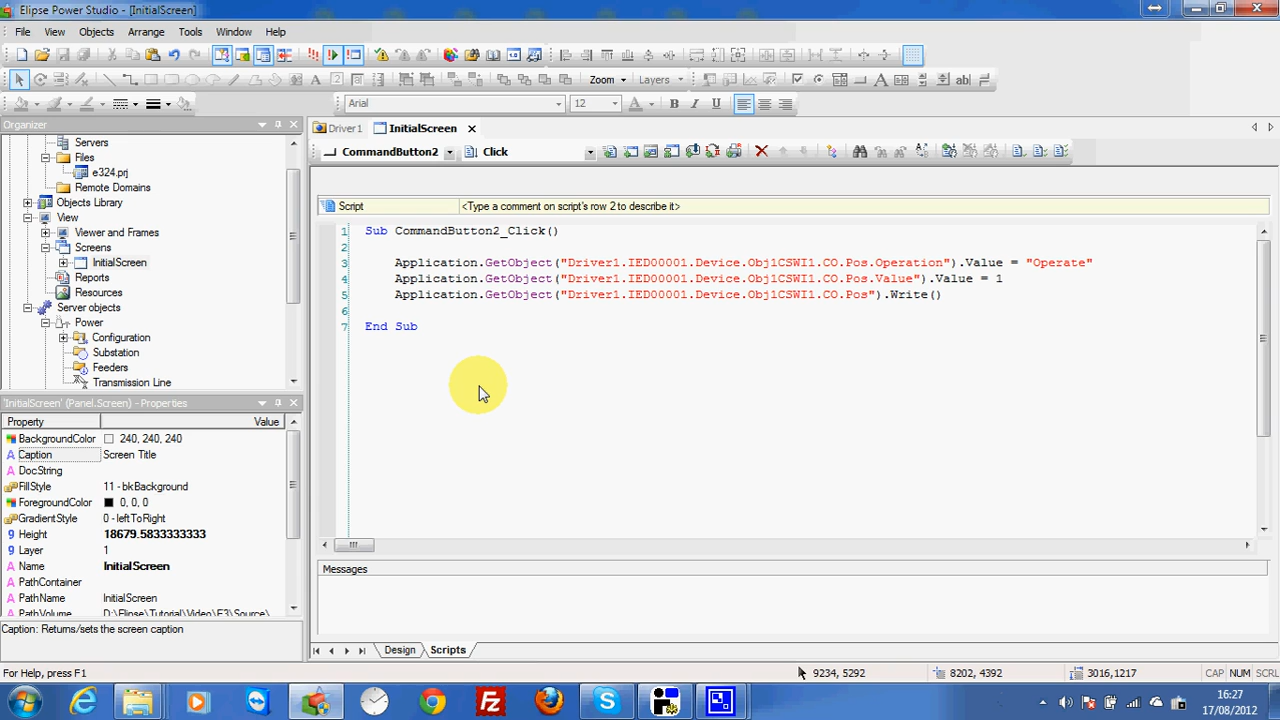 Elipse Power Studio - [InitialScreen]
File View Objects Arrange Tools Window Help
Zoom Layers
Arial 12
Organizer
Servers
Files
e324.prj
Remote Domains
Objects Library
View
Viewer and Frames
Screens
InitialScreen
Reports
Resources
Server objects
Power
Configuration
Substation
Feeders
Transmission Line
'InitialScreen' (Panel.Screen) - Properties
Property Value
BackgroundColor 240, 240, 240
Caption Screen Title
DocString
FillStyle 11 - bkBackground
ForegroundColor 0, 0, 0
GradientStyle 0 - leftToRight
Height 18679.5833333333
Layer 1
Name InitialScreen
PathContainer
PathName InitialScreen
PathVolume D:\Elipse\Tutorial\Video\E3\Source\
Caption: Returns/sets the screen caption
Driver1 InitialScreen
CommandButton2 Click
Script <Type a comment on script's row 2 to describe it>
1 Sub CommandButton2_Click()
2
3 Application.GetObject("Driver1.IED00001.Device.Obj1CSWI1.CO.Pos.Operation").Value = "Operate"
4 Application.GetObject("Driver1.IED00001.Device.Obj1CSWI1.CO.Pos.Value").Value = 1
5 Application.GetObject("Driver1.IED00001.Device.Obj1CSWI1.CO.Pos").Write()
6
7 End Sub
Messages
Design Scripts
For Help, press F1 9234, 5292 8202, 4392 3016,1217 CAP NUM SCRL
16:27
17/08/2012